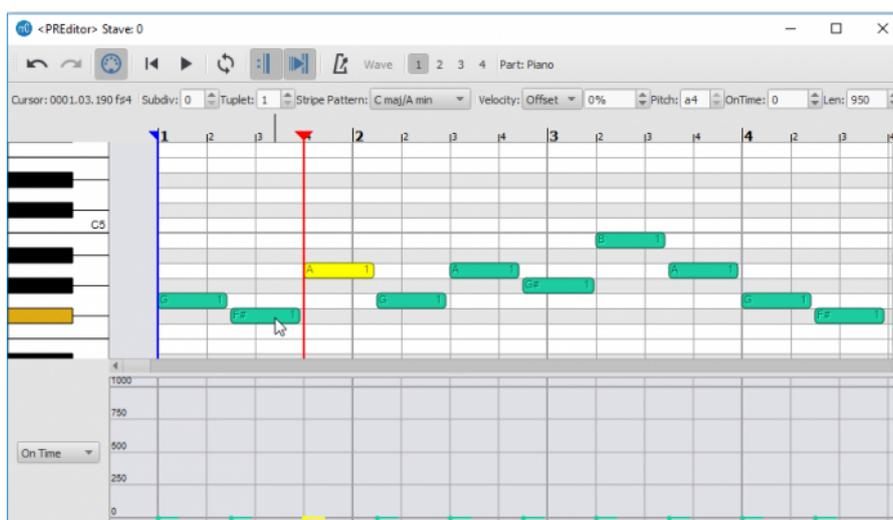 <PREditor> Stave: 0
Wave 1 2 3 4 Part: Piano
Cursor: 0001.03.190 f♯4 Subdiv: 0 Tuplet: 1 Stripe Pattern: C maj/A min Velocity: Offset 0% Pitch: a4 OnTime: 0 Len: 950
1 2 3 4 2 2 3 4 3 2 3 4 4 2 3 4
C5
B 1
A 1 A 1 A 1
G# 1
G 1 G 1 G 1
F# 1 F# 1
1000
750
500
On Time
250
0